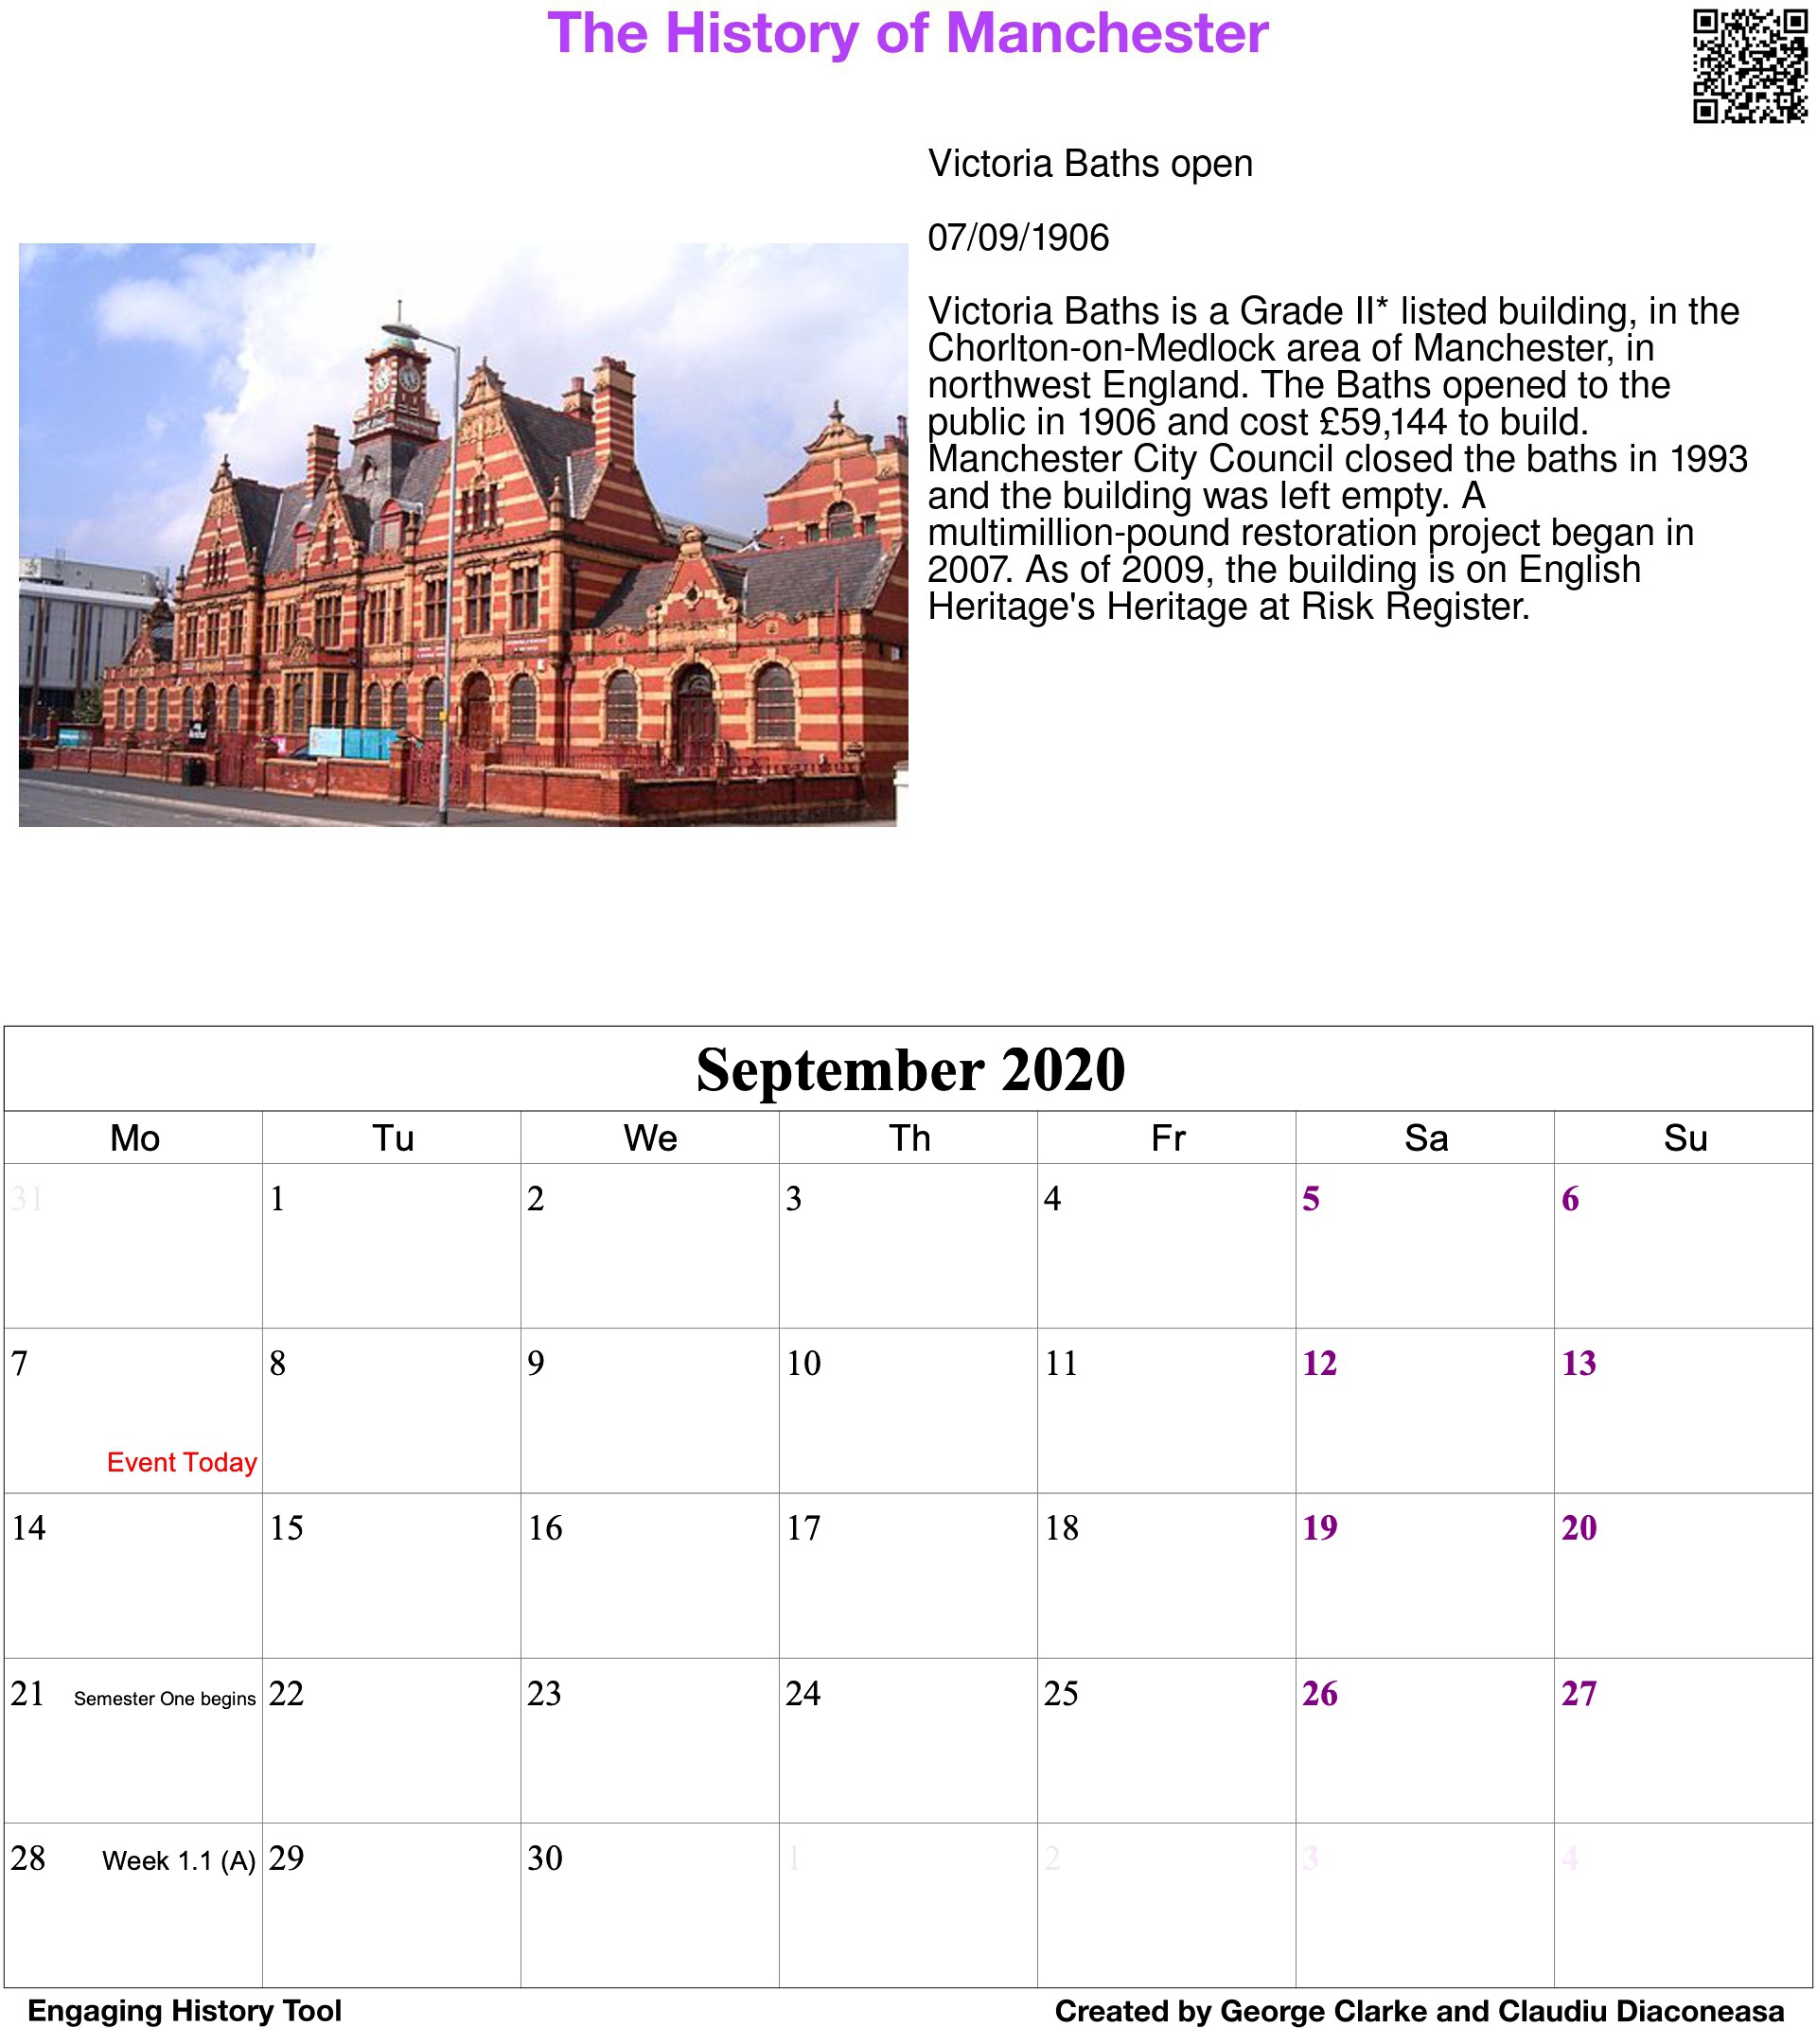 The History of Manchester
Victoria Baths open
07/09/1906
Victoria Baths is a Grade II* listed building, in the
Chorlton-on-Medlock area of Manchester, in
northwest England. The Baths opened to the
public in 1906 and cost £59,144 to build.
Manchester City Council closed the baths in 1993
and the building was left empty. A
multimillion-pound restoration project began in
2007. As of 2009, the building is on English
Heritage's Heritage at Risk Register.
September 2020
Mo Tu We Th Fr Sa Su
31 1 2 3 4 5 6
7 8 9 10 11 12 13
Event Today
14 15 16 17 18 19 20
21 Semester One begins 22 23 24 25 26 27
28 Week 1.1 (A) 29 30 1 2 3 4
Engaging History Tool Created by George Clarke and Claudiu Diaconeasa